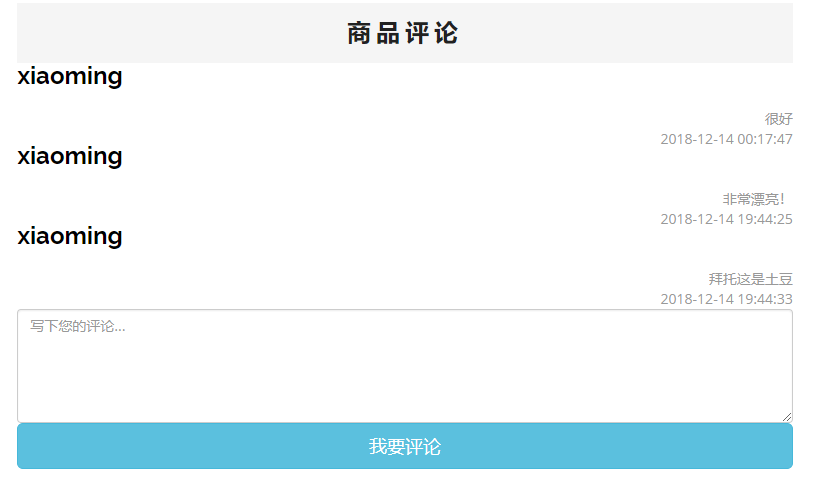 商品评论
xiaoming
很好
2018-12-14 00:17:47
xiaoming
非常漂亮！
2018-12-14 19:44:25
xiaoming
拜托这是土豆
2018-12-14 19:44:33
写下您的评论...
我要评论